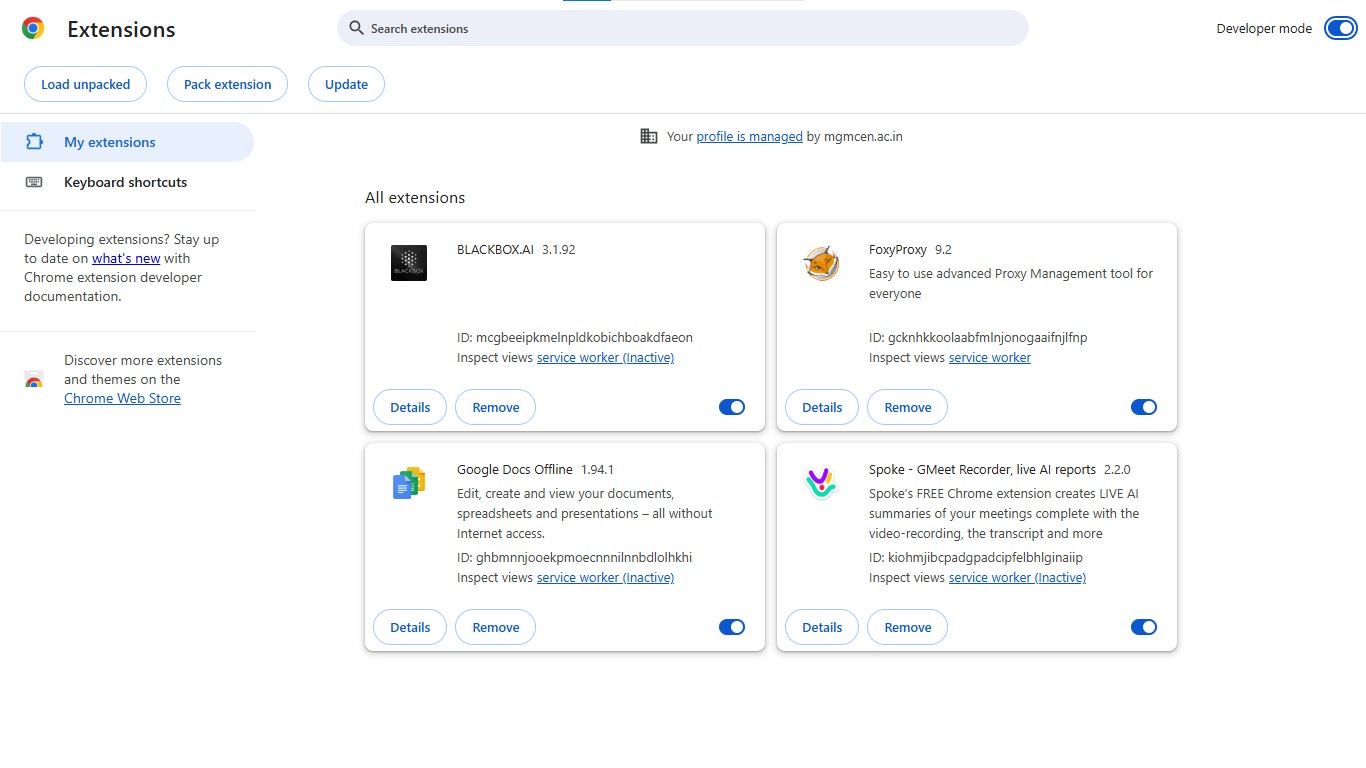 Extensions
Search extensions
Developer mode
Load unpacked
Pack extension
Update
My extensions
Keyboard shortcuts
Developing extensions? Stay up
to date on what's new with
Chrome extension developer
documentation.
Discover more extensions
and themes on the
Chrome Web Store
Your profile is managed by mgmcen.ac.in
All extensions
BLACKBOX
BLACKBOX.AI 3.1.92
ID: mcgbeeipkmelnpldkobichboakdfaeon
Inspect views service worker (Inactive)
Details
Remove
FoxyProxy 9.2
Easy to use advanced Proxy Management tool for
everyone
ID: gcknhkkoolaabfmlnjonogaaifnjlfnp
Inspect views service worker
Details
Remove
Google Docs Offline 1.94.1
Edit, create and view your documents,
spreadsheets and presentations – all without
Internet access.
ID: ghbmnnjooekpmoecnnnilnnbdlolhkhi
Inspect views service worker (Inactive)
Details
Remove
Spoke - GMeet Recorder, live AI reports 2.2.0
Spoke’s FREE Chrome extension creates LIVE AI
summaries of your meetings complete with the
video-recording, the transcript and more
ID: kiohmjibcpadgpadcipfelbhlginaiip
Inspect views service worker (Inactive)
Details
Remove